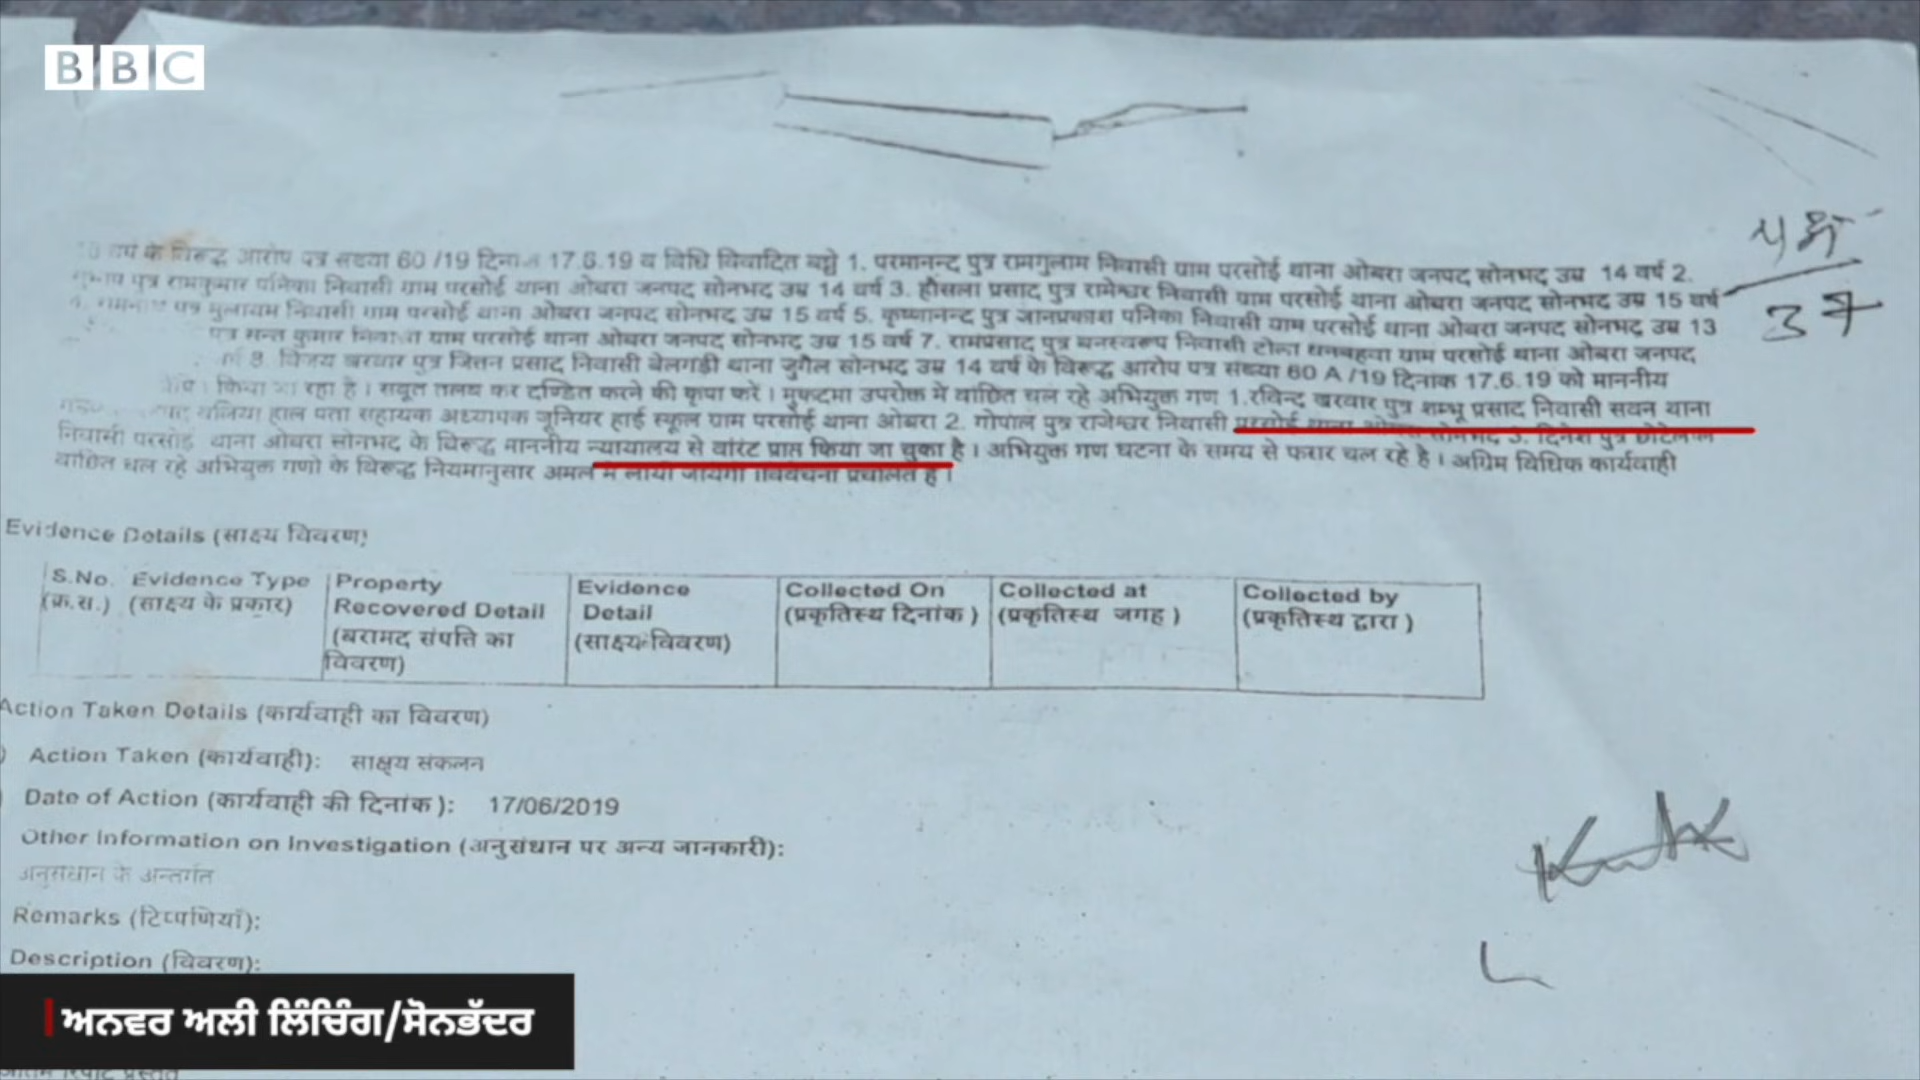 BBC
वर्ष के विरूद्ध आरोप पत्र संख्या 60 /19 दिनांक 17.6.19 व विधि विवादित बच्चे 1. परमानन्द पुत्र रामगुलाम निवासी ग्राम परसोई थाना ओबरा जनपद सोनभद्र उम्र 14 वर्ष 2.
पुत्र रामकुमार पनिका निवासी ग्राम परसोई थाना ओबरा जनपद सोनभद्र उम्र 14 वर्ष 3. हौसला प्रसाद पुत्र रामेश्वर निवासी ग्राम परसोई थाना ओबरा जनपद सोनभद्र उम्र 15 वर्ष
4. पुत्र मुलायम निवासी ग्राम परसोई थाना ओबरा जनपद सोनभद्र उम्र 15 वर्ष 5. कृष्णानन्द पुत्र ज्ञानप्रकाश पनिका निवासी ग्राम परसोई थाना ओबरा जनपद सोनभद्र उम्र 13
पुत्र सन्त कुमार ग्राम परसोई थाना ओबरा जनपद सोनभद्र उम्र 15 वर्ष 7. रामप्रसाद पुत्र निवासी टोला ग्राम परसोई थाना ओबरा जनपद
8. विजय खरवार पुत्र जितन प्रसाद निवासी बेलगड़ी थाना जुगैल सोनभद्र उम्र 14 वर्ष के विरूद्ध आरोप पत्र संख्या 60 A /19 दिनांक 17.6.19 को माननीय
किया जा रहा है । सबूत तलब कर दण्डित करने की कृपा करें । मुकदमा उपरोक्त मे वांछित चल रहे अभियुक्त गण 1.रविन्द खरवार पुत्र शम्भू प्रसाद निवासी सवन थाना
बलिया हाल पता सहायक अध्यापक जूनियर हाई स्कूल ग्राम परसोई थाना ओबरा 2. गोपाल पुत्र राजेश्वर निवासी परसोई थाना सोनभद्र 3. दिनेश पुत्र
निवासी परसोई थाना ओबरा सोनभद्र के विरूद्ध माननीय न्यायालय से वारंट प्राप्त किया जा चुका है । अभियुक्त गण घटना के समय से फरार चल रहे है । अग्रिम विधिक कार्यवाही
वांछित चल रहे अभियुक्त गणो के विरूद्ध नियमानुसार अमल मे लायी जायेगी ।विवेचना प्रचलित है ।
37
Evidence Details (साक्ष्य विवरण)
S.No. Evidence Type Property Evidence Collected On Collected at Collected by
(क्र.स.) (साक्ष्य के प्रकार) Recovered Detail Detail (प्रकृतिस्थ दिनांक ) (प्रकृतिस्थ जगह ) (प्रकृतिस्थ द्वारा )
(बरामद संपत्ति का (साक्ष्य विवरण)
विवरण)
Action Taken Details (कार्यवाही का विवरण)
) Action Taken (कार्यवाही): साक्ष्य संकलन
) Date of Action (कार्यवाही की दिनांक ): 17/06/2019
Other Information on Investigation (अनुसंधान पर अन्य जानकारी):
अनुसंधान के अन्तर्गत
Remarks (टिप्पणियाँ):
Description (विवरण):
ਅਨਵਰ ਅਲੀ ਲਿੰਚਿੰਗ/ਸੋਨਭੱਦਰ